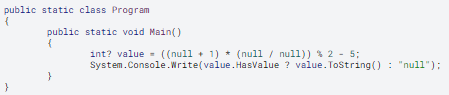 public static class Program
{
public static void Main()
{
int? value = ((null + 1) * (null / null)) % 2 - 5;
System.Console.Write(value.HasValue ? value.ToString() : "null");
}
}